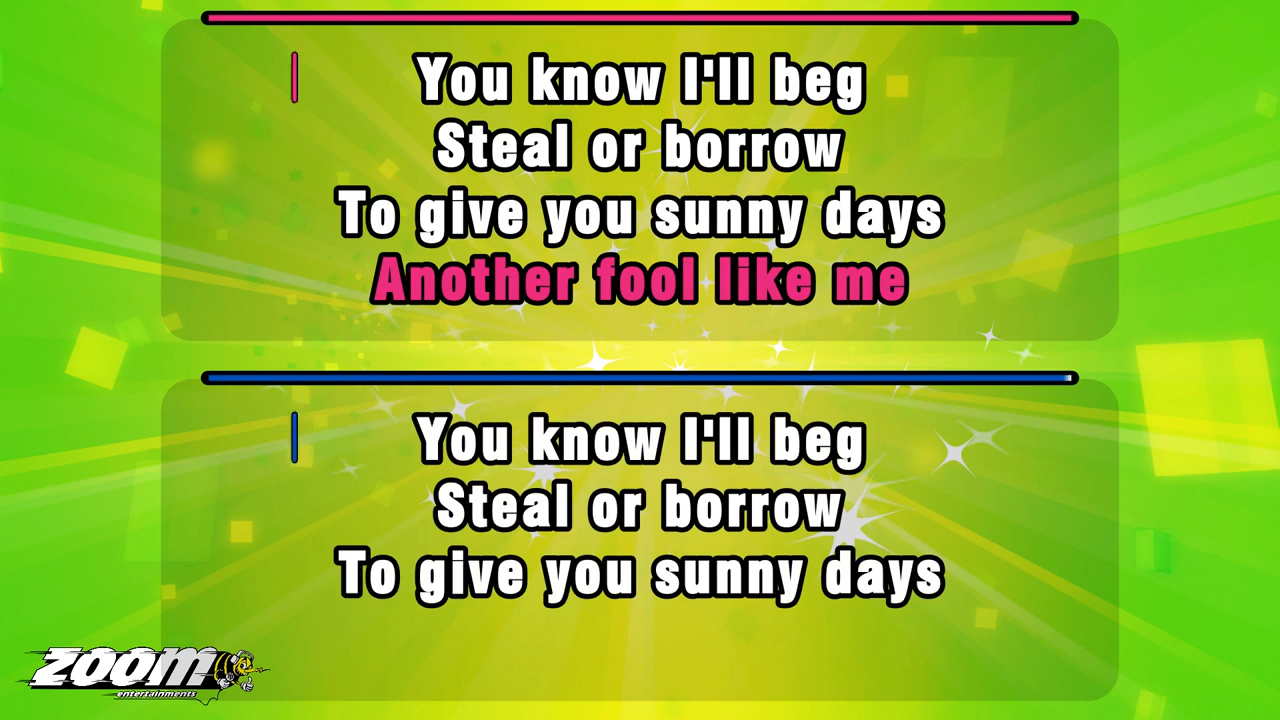 You know I'll beg
Steal or borrow
To give you sunny days
Another fool like me
You know I'll beg
Steal or borrow
To give you sunny days
zoom
entertainments